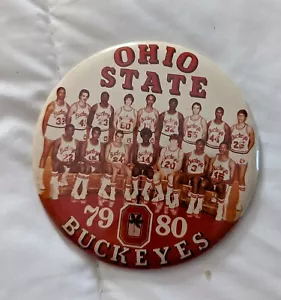 OHIO
STATE
79 80
BUCKEYES